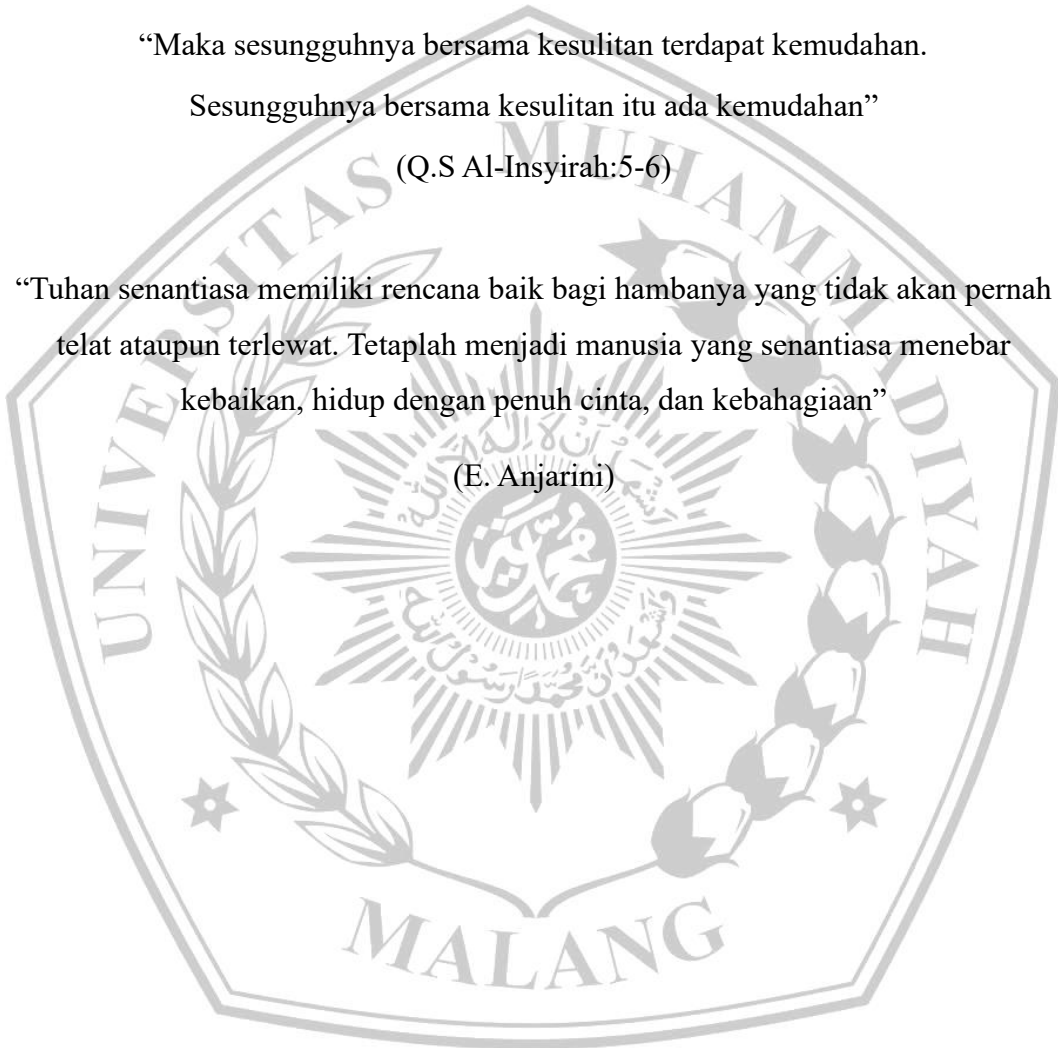 “Maka sesungguhnya bersama kesulitan terdapat kemudahan.
Sesungguhnya bersama kesulitan itu ada kemudahan”
(Q.S Al-Insyirah:5-6)
“Tuhan senantiasa memiliki rencana baik bagi hambanya yang tidak akan pernah
telat ataupun terlewat. Tetaplah menjadi manusia yang senantiasa menebar
kebaikan, hidup dengan penuh cinta, dan kebahagiaan”
(E. Anjarini)
UNIVERSITAS MUHAMMADIYAH
MALANG